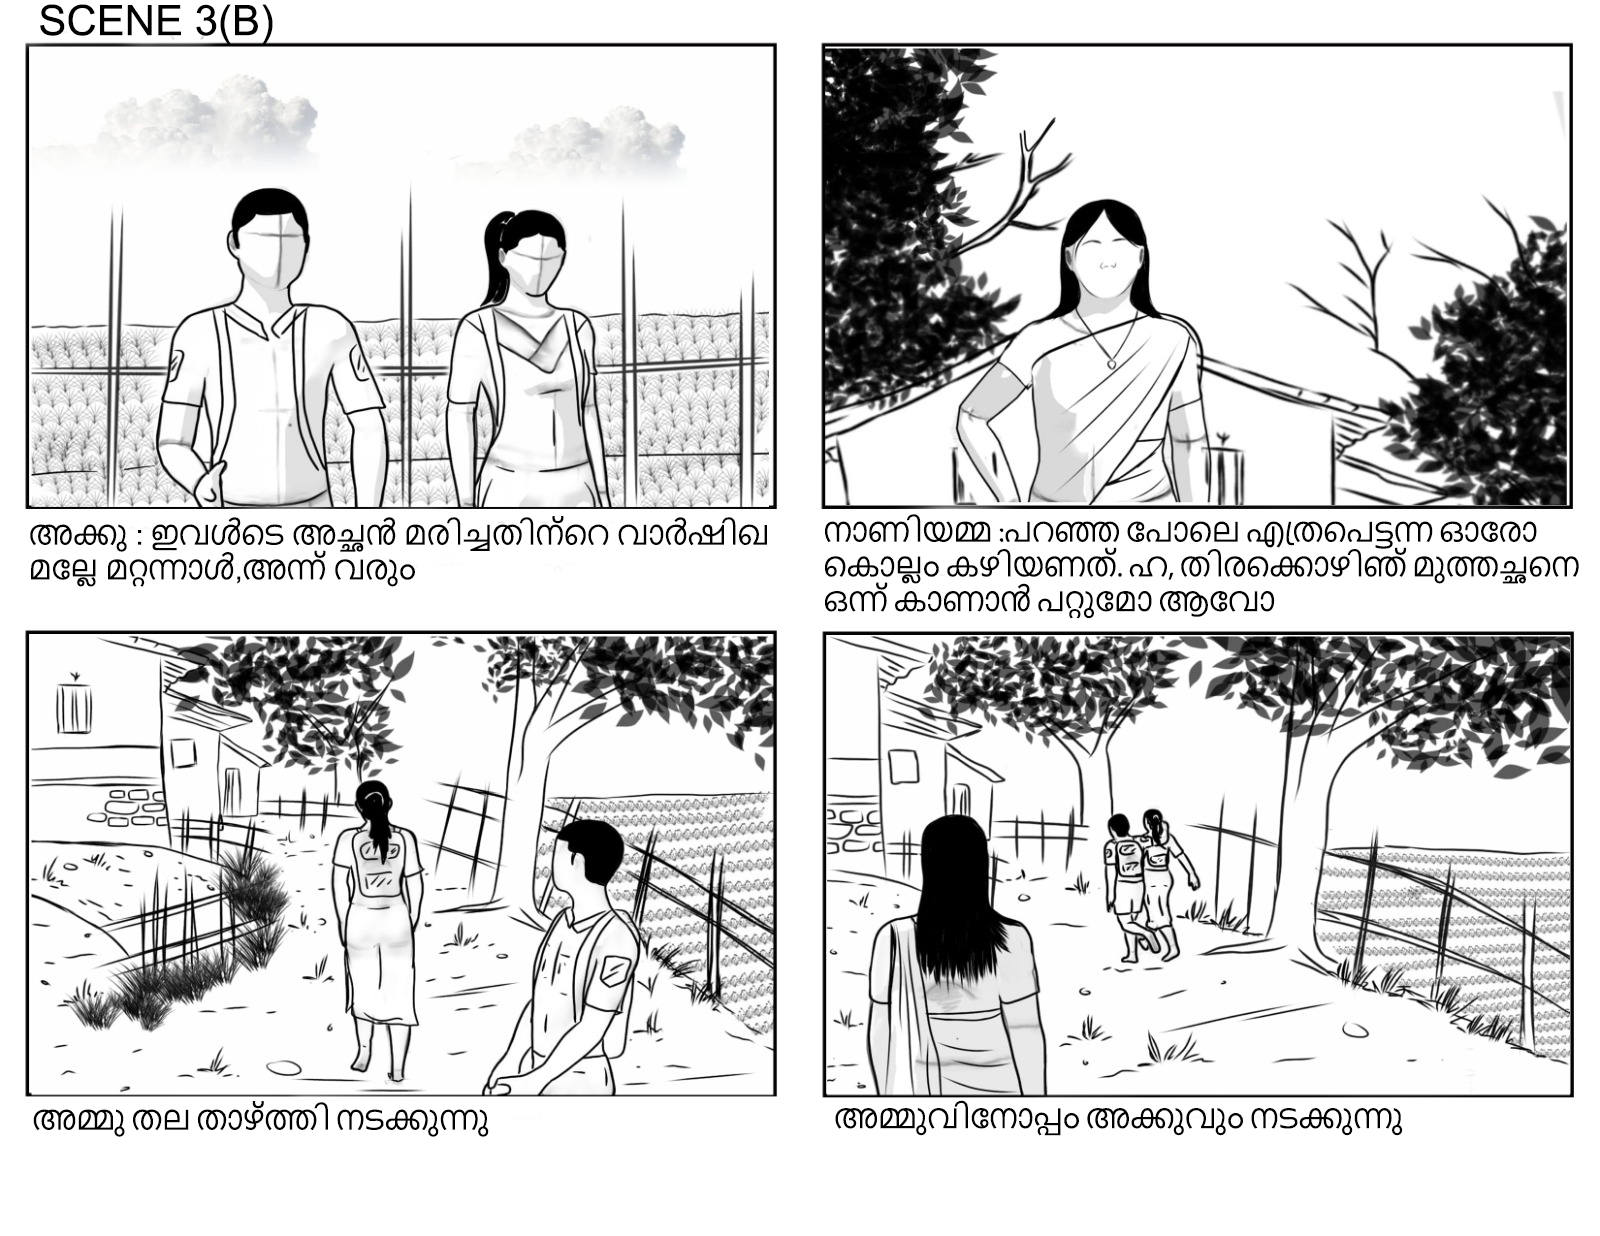 SCENE 3(B)
അക്കു : ഇവൾടെ അച്ഛൻ മരിച്ചതിന്റെ വാർഷിഖ
മല്ലേ മറ്റന്നാൾ,അന്ന് വരും
നാണിയമ്മ :പറഞ്ഞ പോലെ എത്രപെട്ടന്ന ഓരോ
കൊല്ലം കഴിയണത്. ഹ, തിരക്കൊഴിഞ് മുത്തച്ഛനെ
ഒന്ന് കാണാൻ പറ്റുമോ ആവോ
അമ്മു തല താഴ്ത്തി നടക്കുന്നു
അമ്മുവിനോപ്പം അക്കുവും നടക്കുന്നു